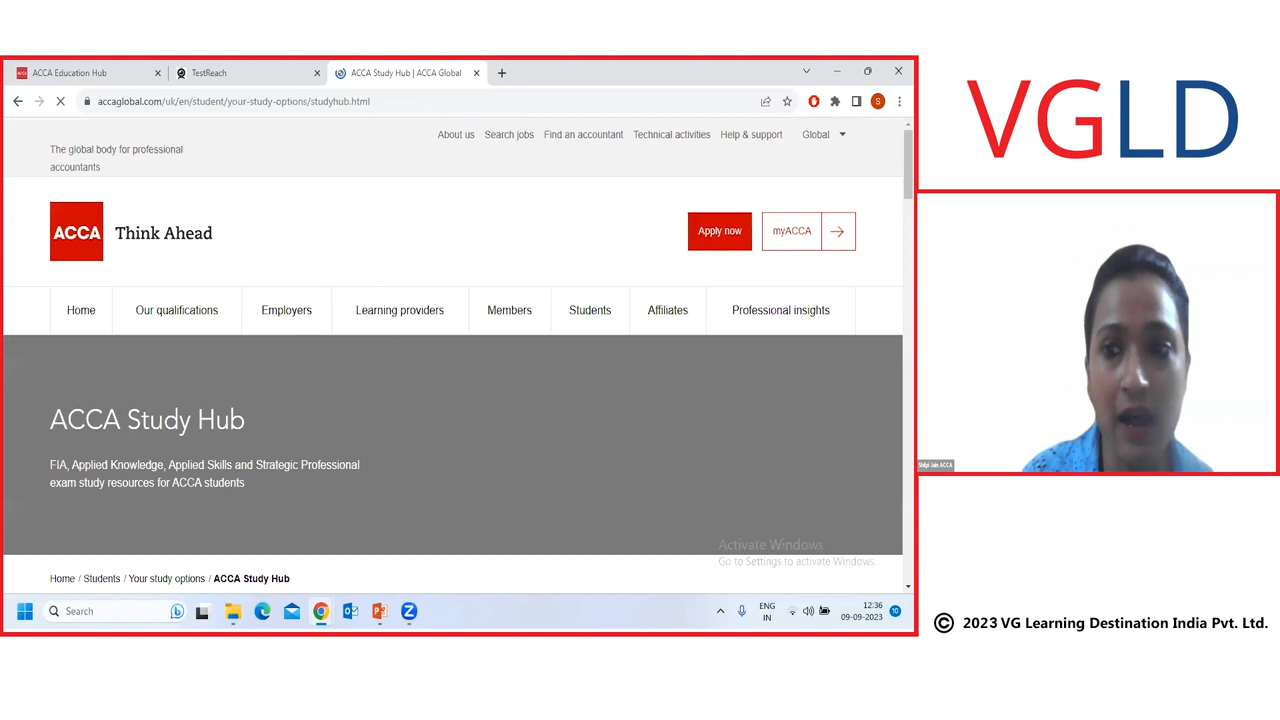 ACCA Education Hub
TestReach
ACCA Study Hub | ACCA Global
accaglobal.com/uk/en/student/your-study-options/studyhub.html
S
About us Search jobs Find an accountant Technical activities Help & support Global
The global body for professional
accountants
ACCA Think Ahead
Apply now
myACCA
Home Our qualifications Employers Learning providers Members Students Affiliates Professional insights
ACCA Study Hub
FIA, Applied Knowledge, Applied Skills and Strategic Professional
exam study resources for ACCA students
Activate Windows
Go to Settings to activate Windows.
Home / Students / Your study options / ACCA Study Hub
Search
ENG
IN
12:36
09-09-2023
10
VGLD
Shilpi Jain ACCA
© 2023 VG Learning Destination India Pvt. Ltd.